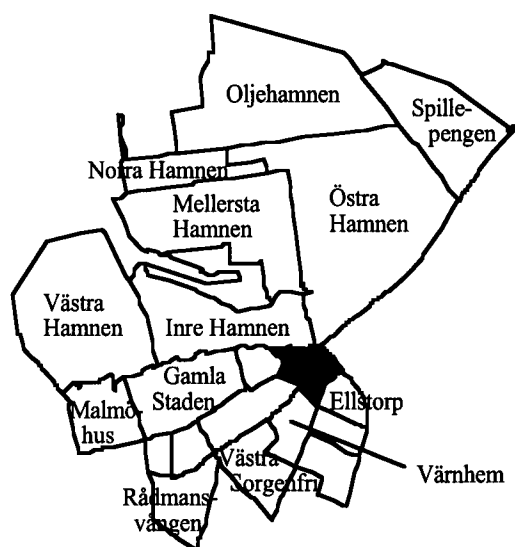 Oljehamnen
Spille-
pengen
Norra Hamnen
Mellersta
Hamnen
Östra
Hamnen
Västra
Hamnen
Inre Hamnen
Gamla
Staden
Malmö-
hus
Ellstorp
Västra
Sorgenfri
Värnhem
Rådmans-
vången